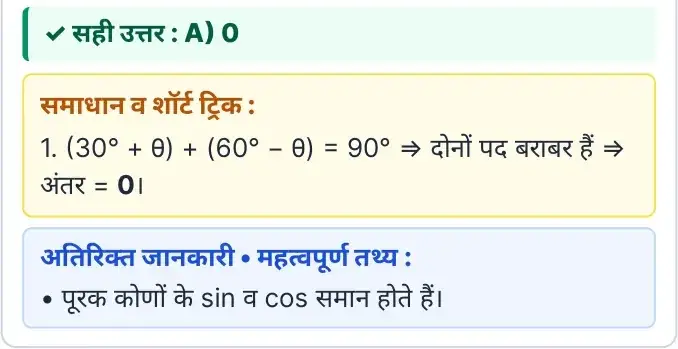 ✓ सही उत्तर : A) 0
समाधान व शॉर्ट ट्रिक :
1. (30° + θ) + (60° − θ) = 90° ⇒ दोनों पद बराबर हैं ⇒
अंतर = 0।
अतिरिक्त जानकारी • महत्वपूर्ण तथ्य :
• पूरक कोणों के sin व cos समान होते हैं।